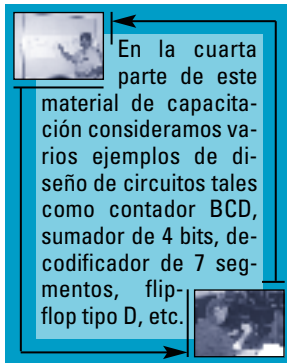 En la cuarta
parte de este
material de capacita-
ción consideramos va-
rios ejemplos de di-
seño de circuitos tales
como contador BCD,
sumador de 4 bits, de-
codificador de 7 seg-
mentos, flip-
flop tipo D, etc.